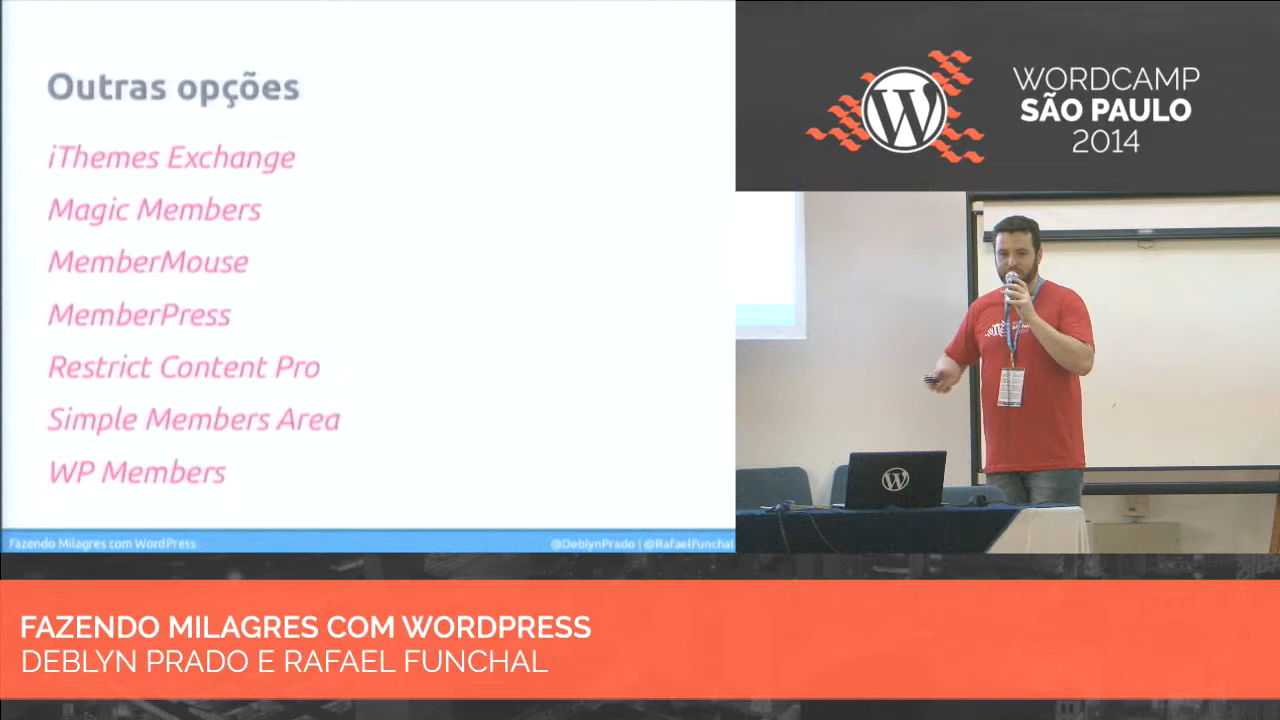 Outras opções
iThemes Exchange
Magic Members
MemberMouse
MemberPress
Restrict Content Pro
Simple Members Area
WP Members
Fazendo Milagres com WordPress
@DeblynPrado | @RafaelFunchal
WORDCAMP
SÃO PAULO
2014
FAZENDO MILAGRES COM WORDPRESS
DEBLYN PRADO E RAFAEL FUNCHAL